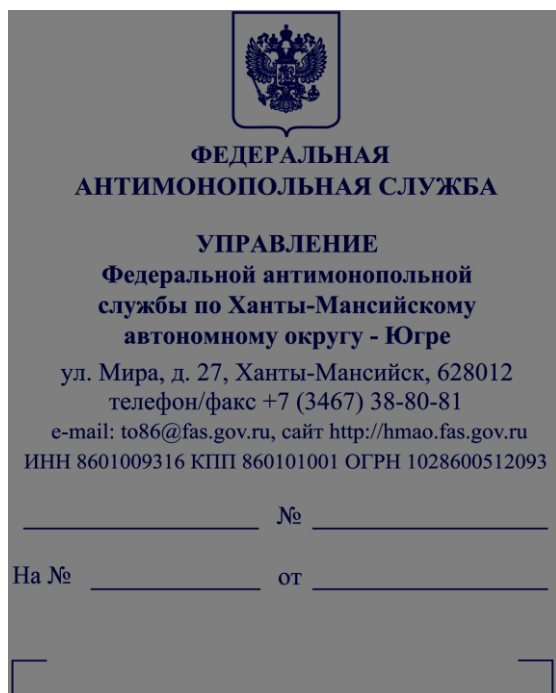 ФЕДЕРАЛЬНАЯ
АНТИМОНОПОЛЬНАЯ СЛУЖБА
УПРАВЛЕНИЕ
Федеральной антимонопольной
службы по Ханты-Мансийскому
автономному округу - Югре
ул. Мира, д. 27, Ханты-Мансийск, 628012
телефон/факс +7 (3467) 38-80-81
e-mail: to86@fas.gov.ru, сайт http://hmao.fas.gov.ru
ИНН 8601009316 КПП 860101001 ОГРН 1028600512093
№
На № от